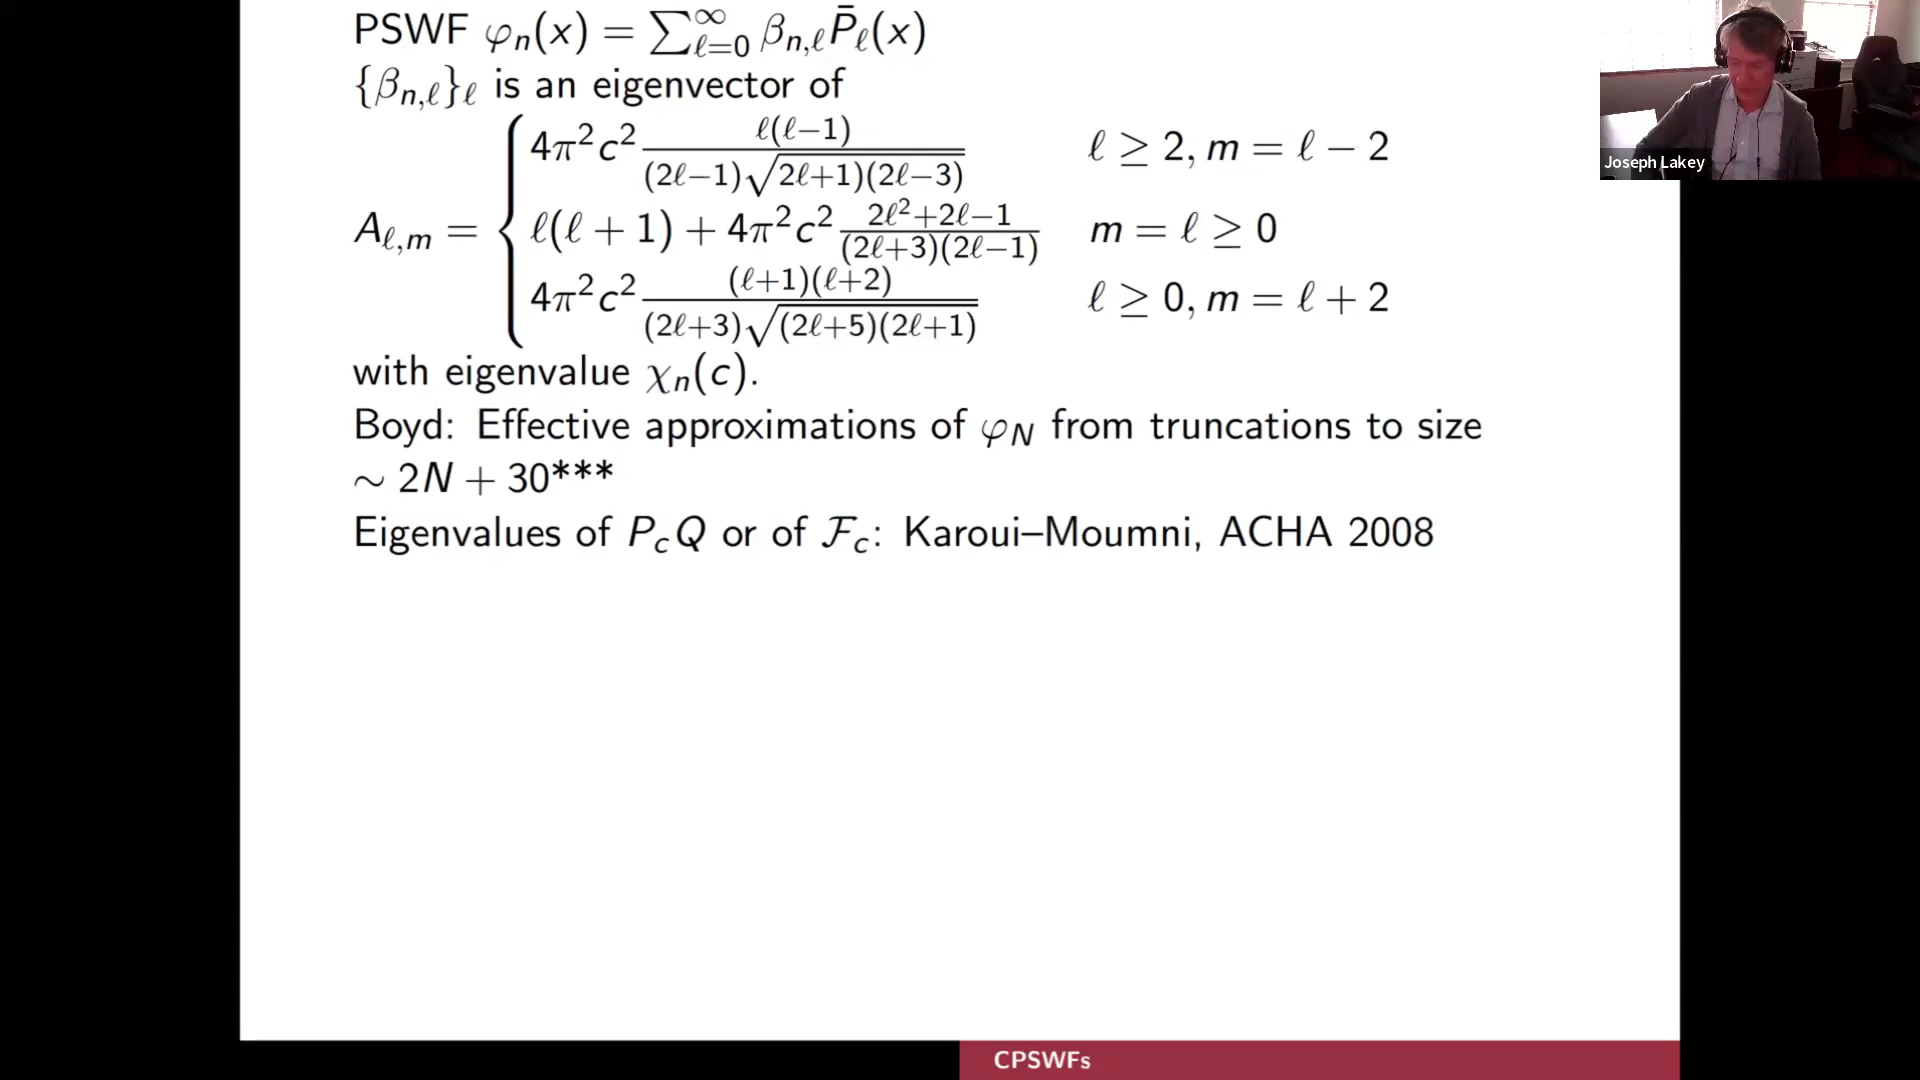 PSWF φₙ(x) = ∑_{ℓ=0}^{∞} β_{n,ℓ} P̄_ℓ(x)
{β_{n,ℓ}}_ℓ is an eigenvector of
A_{ℓ,m} = { 4π²c² ℓ(ℓ−1) / ((2ℓ−1)√((2ℓ+1)(2ℓ−3))) ℓ ≥ 2, m = ℓ − 2
ℓ(ℓ + 1) + 4π²c² (2ℓ²+2ℓ−1) / ((2ℓ+3)(2ℓ−1)) m = ℓ ≥ 0
4π²c² (ℓ+1)(ℓ+2) / ((2ℓ+3)√((2ℓ+5)(2ℓ+1))) ℓ ≥ 0, m = ℓ + 2
with eigenvalue χₙ(c).
Boyd: Effective approximations of φ_N from truncations to size
∼ 2N + 30***
Eigenvalues of P_cQ or of ℱ_c: Karoui–Moumni, ACHA 2008
Joseph Lakey
CPSWFs